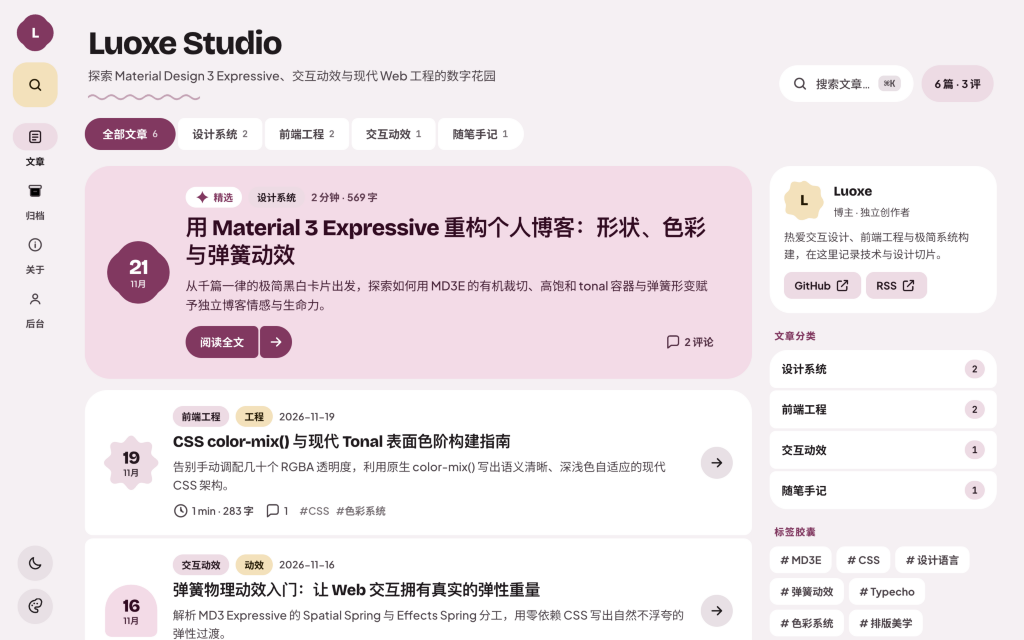 L
文章
归档
关于
后台
Luoxe Studio
探索 Material Design 3 Expressive、交互动效与现代 Web 工程的数字花园
搜索文章… ⌘K
6 篇 · 3 评
全部文章 6
设计系统 2
前端工程 2
交互动效 1
随笔手记 1
21
11月
精选 设计系统 2 分钟 · 569 字
用 Material 3 Expressive 重构个人博客：形状、色彩
与弹簧动效
从千篇一律的极简黑白卡片出发，探索如何用 MD3E 的有机裁切、高饱和 tonal 容器与弹簧形变赋
予独立博客情感与生命力。
阅读全文
2 评论
19
11月
前端工程 工程 2026-11-19
CSS color-mix() 与现代 Tonal 表面色阶构建指南
告别手动调配几十个 RGBA 透明度，利用原生 color-mix() 写出语义清晰、深浅色自适应的现代
CSS 架构。
1 min · 283 字 1 #CSS #色彩系统
16
11月
交互动效 动效 2026-11-16
弹簧物理动效入门：让 Web 交互拥有真实的弹性重量
解析 MD3 Expressive 的 Spatial Spring 与 Effects Spring 分工，用零依赖 CSS 写出自然不浮夸的
弹性过渡。
L
Luoxe
博主 · 独立创作者
热爱交互设计、前端工程与极简系统构
建，在这里记录技术与设计切片。
GitHub
RSS
文章分类
设计系统 2
前端工程 2
交互动效 1
随笔手记 1
标签胶囊
# MD3E # CSS # 设计语言
# 弹簧动效 # Typecho
# 色彩系统 # 排版美学